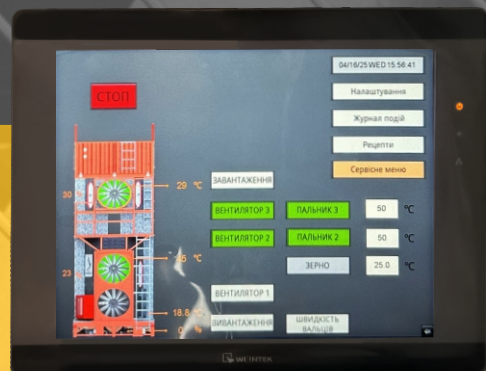 04/16/25 WED 15:56:41
СТОП
Налаштування
Журнал подій
Рецепти
Сервісне меню
ЗАВАНТАЖЕННЯ
30
29 °C
ВЕНТИЛЯТОР 3 ПАЛЬНИК 3 50 °C
ВЕНТИЛЯТОР 2 ПАЛЬНИК 2 50 °C
23
5 °C
ЗЕРНО 25.0 °C
ВЕНТИЛЯТОР 1
18.8
0 %
ВИВАНТАЖЕННЯ
ШВИДКІСТЬ
ВАЛЬЦІВ
WEINTEK